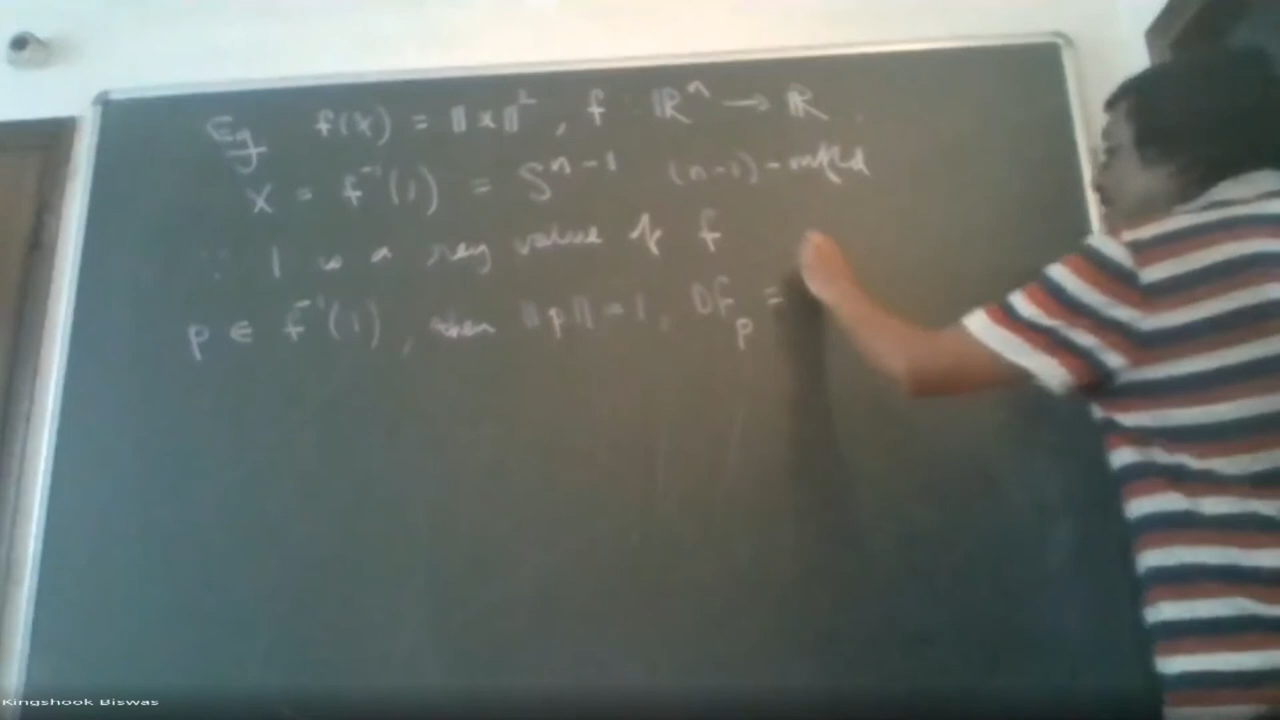 Eg f(x) = ‖x‖², f ℝⁿ → ℝ
X = f⁻¹(1) = Sⁿ⁻¹ (n-1)-mfld
∵ 1 is a reg value of f
p ∈ f⁻¹(1), then ‖p‖ = 1, Df_p =
Kingshook Biswas